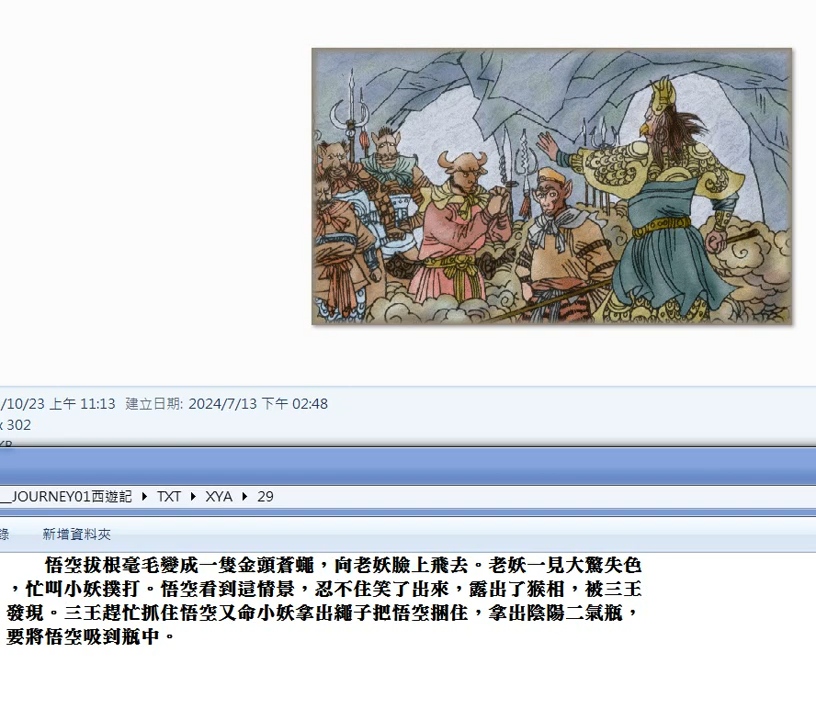 /10/23 上午 11:13 建立日期: 2024/7/13 下午 02:48
x 302
KB
__JOURNEY01西遊記 ▸ TXT ▸ XYA ▸ 29
錄 新增資料夾
悟空拔根毫毛變成一隻金頭蒼蠅，向老妖臉上飛去。老妖一見大驚失色
，忙叫小妖撲打。悟空看到這情景，忍不住笑了出來，露出了猴相，被三王
發現。三王趕忙抓住悟空又命小妖拿出繩子把悟空捆住，拿出陰陽二氣瓶，
要將悟空吸到瓶中。